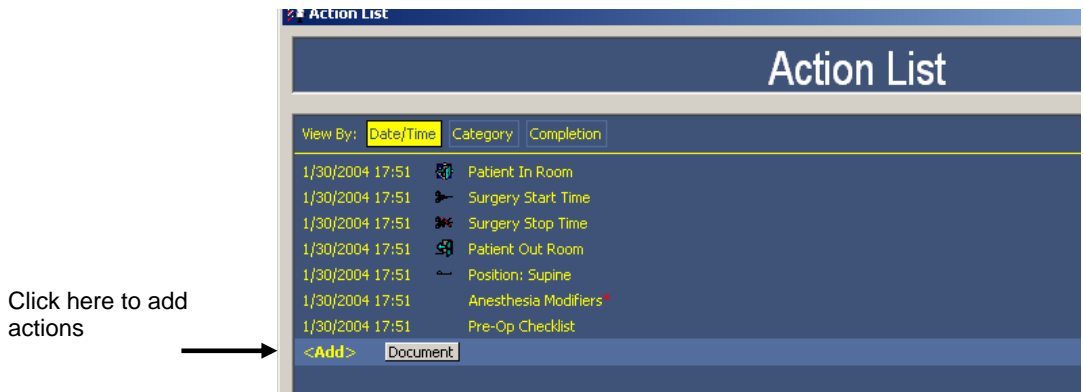 Action List
Action List
View By: Date/Time Category Completion
1/30/2004 17:51 Patient In Room
1/30/2004 17:51 Surgery Start Time
1/30/2004 17:51 Surgery Stop Time
1/30/2004 17:51 Patient Out Room
1/30/2004 17:51 Position: Supine
1/30/2004 17:51 Anesthesia Modifiers*
1/30/2004 17:51 Pre-Op Checklist
Click here to add
actions
<Add> Document